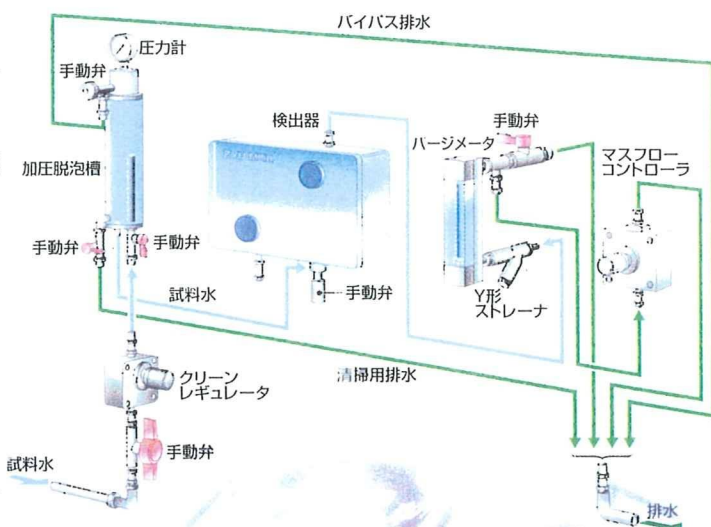 バイパス排水
圧力計
手動弁
検出器
パージメータ
手動弁
マスフロー
コントローラ
加圧脱泡槽
手動弁
手動弁
試料水
手動弁
Y形
ストレーナ
清掃用排水
クリーン
レギュレータ
手動弁
試料水
排水